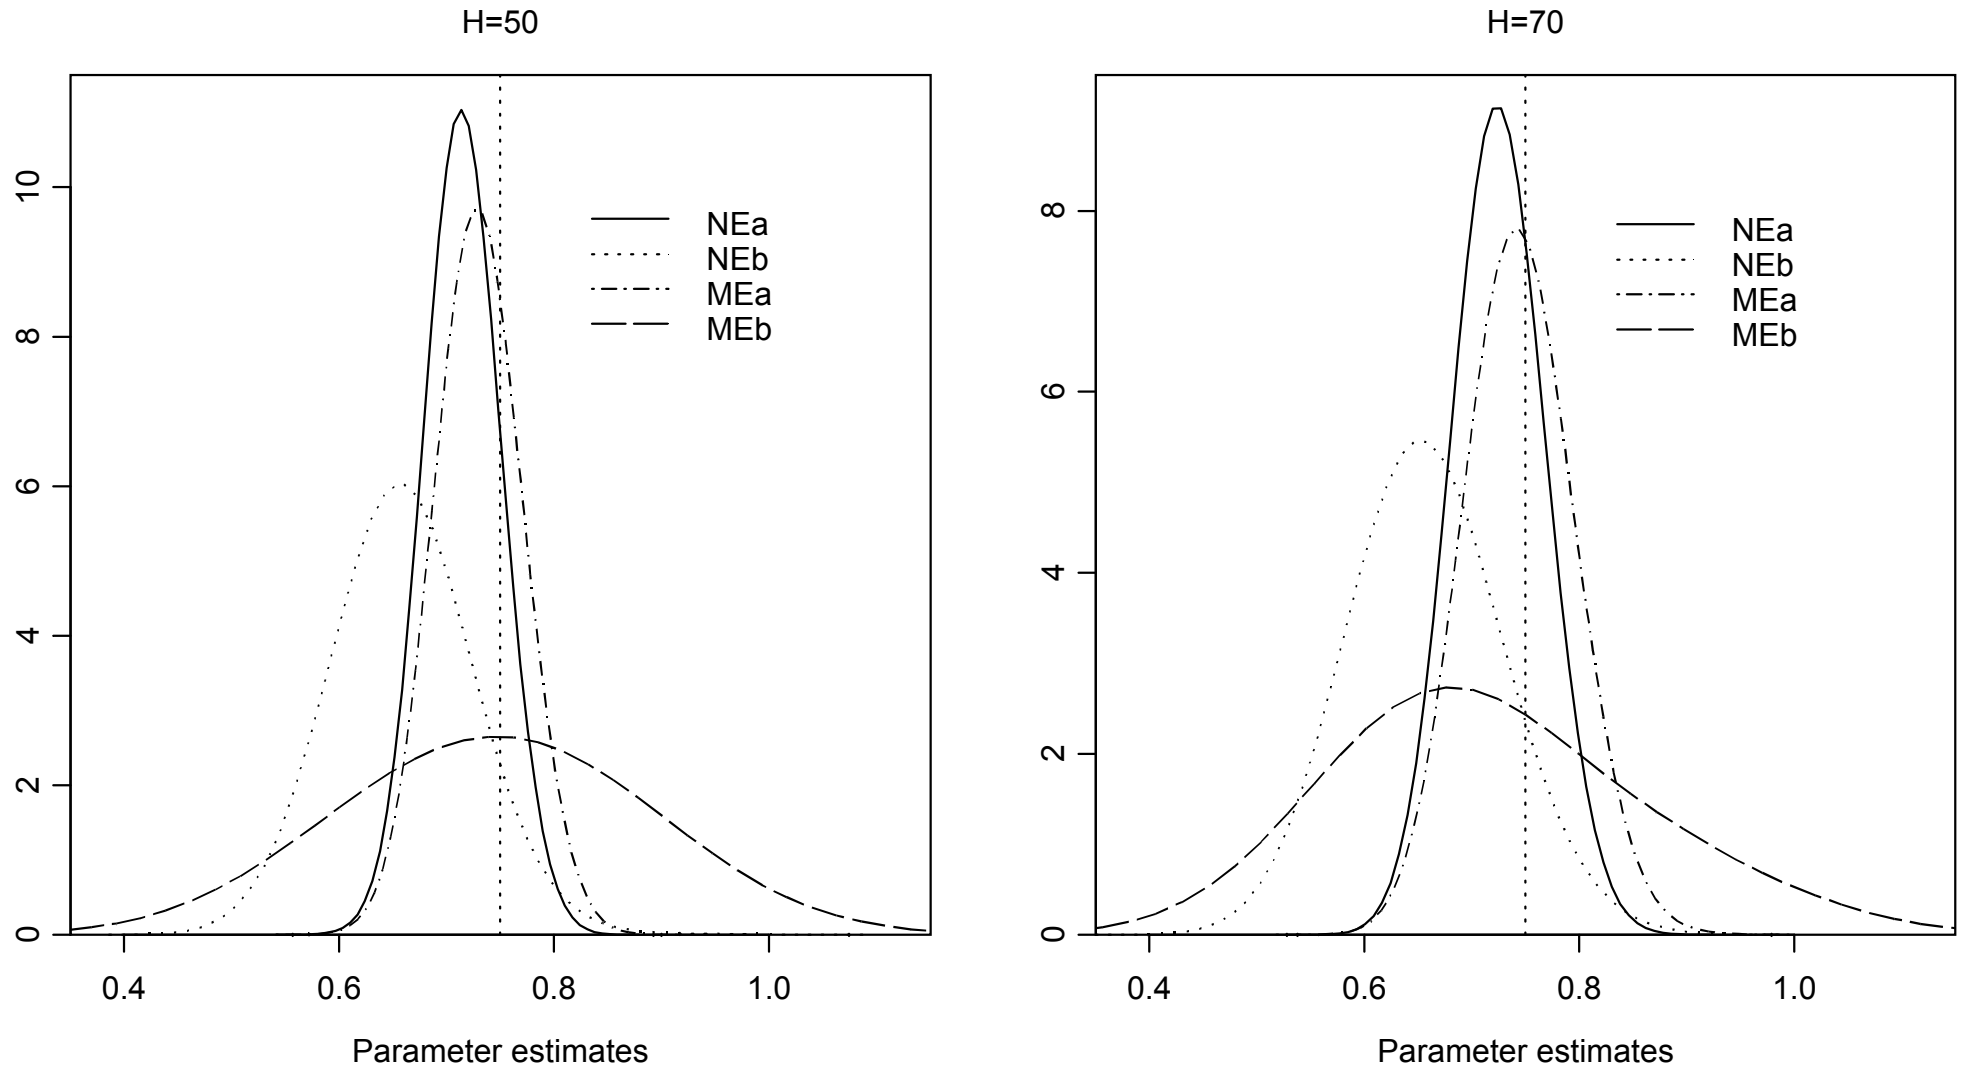 H=50
10
8
6
4
2
0
NEa
NEb
MEa
MEb
0.4 0.6 0.8 1.0
Parameter estimates
H=70
8
6
4
2
0
NEa
NEb
MEa
MEb
0.4 0.6 0.8 1.0
Parameter estimates